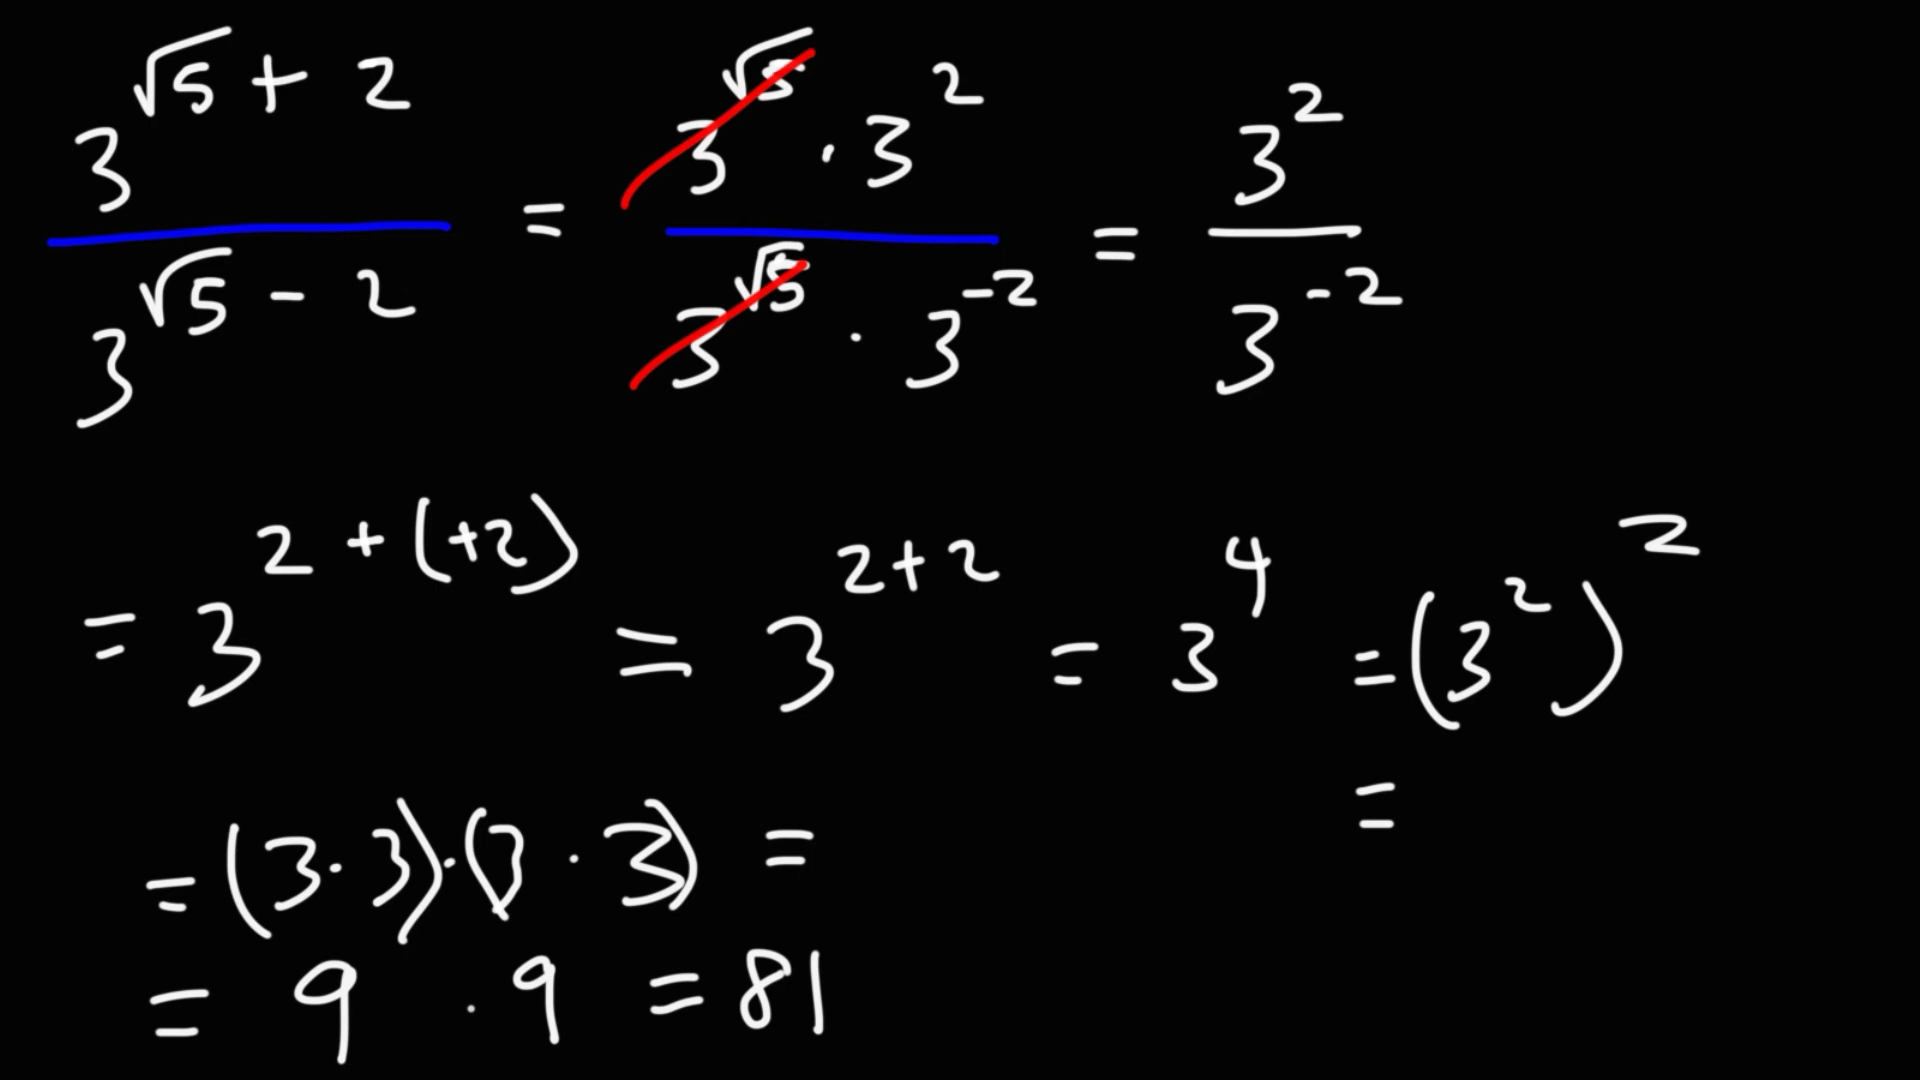 3^(√5 + 2) / 3^(√5 - 2) = 3^√5 · 3^2 / 3^√5 · 3^-2 = 3^2 / 3^-2
= 3^2 + (+2) = 3^2+2 = 3^4 = (3^2)^2
=
= (3·3)·(3·3) =
= 9 · 9 = 81